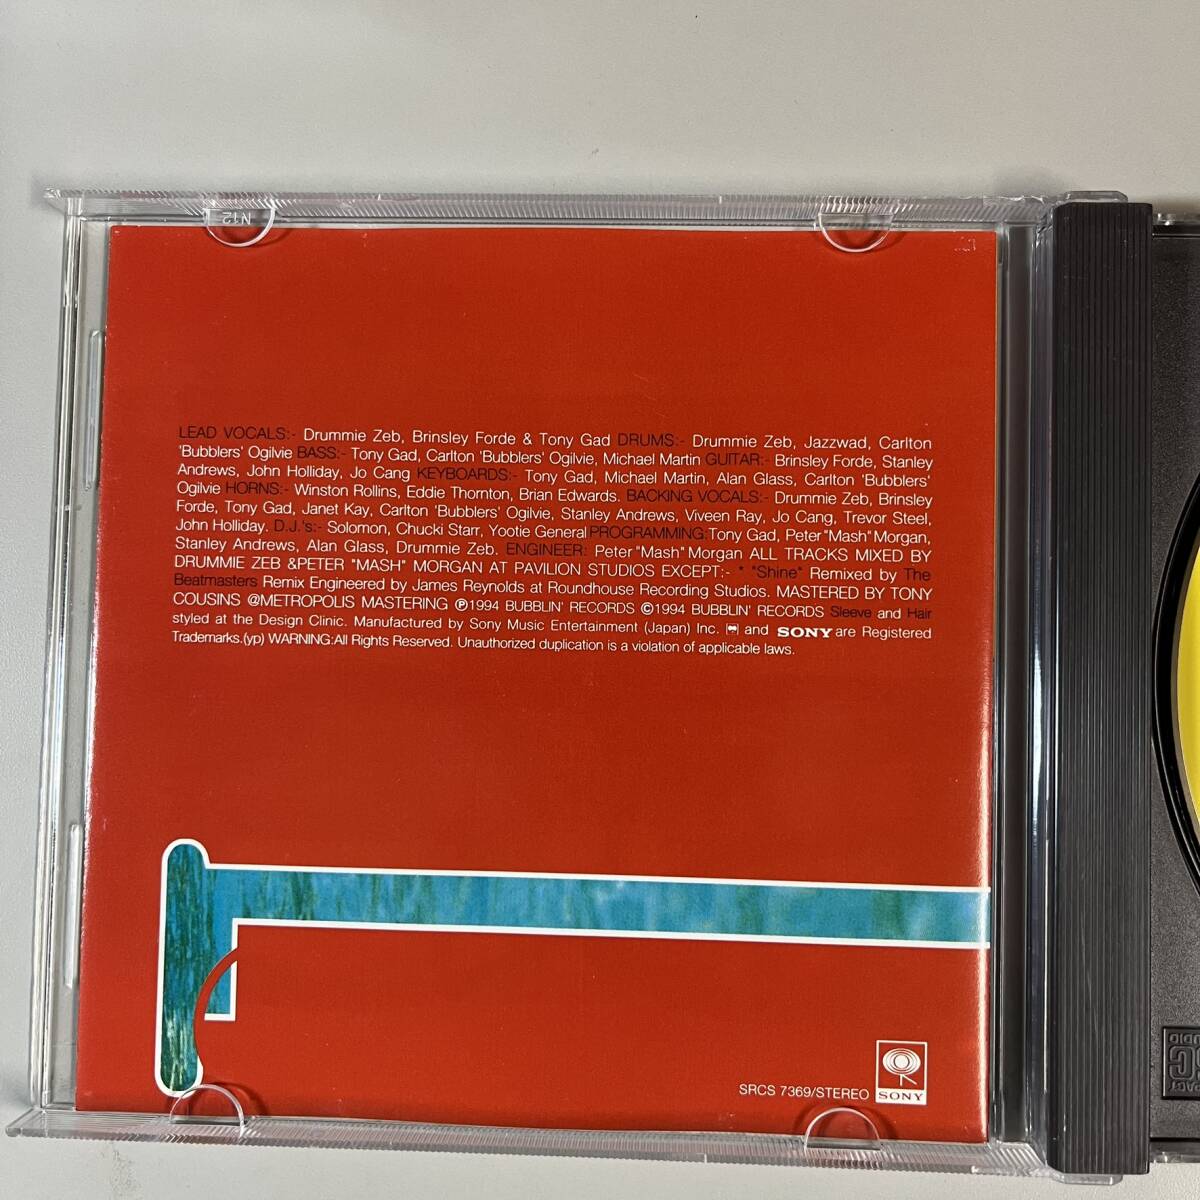 N12
LEAD VOCALS:- Drummie Zeb, Brinsley Forde & Tony Gad DRUMS:- Drummie Zeb, Jazzwad, Carlton
'Bubblers' Ogilvie BASS:- Tony Gad, Carlton 'Bubblers' Ogilvie, Michael Martin GUITAR:- Brinsley Forde, Stanley
Andrews, John Holliday, Jo Cang KEYBOARDS:- Tony Gad, Michael Martin, Alan Glass, Carlton 'Bubblers'
Ogilvie HORNS:- Winston Rollins, Eddie Thornton, Brian Edwards. BACKING VOCALS:- Drummie Zeb, Brinsley
Forde, Tony Gad, Janet Kay, Carlton 'Bubblers' Ogilvie, Stanley Andrews, Viveen Ray, Jo Cang, Trevor Steel,
John Holliday. D.J.'s:- Solomon, Chucki Starr, Yootie General PROGRAMMING:Tony Gad, Peter "Mash" Morgan,
Stanley Andrews, Alan Glass, Drummie Zeb. ENGINEER: Peter "Mash" Morgan ALL TRACKS MIXED BY
DRUMMIE ZEB &PETER "MASH" MORGAN AT PAVILION STUDIOS EXCEPT:- * "Shine" Remixed by The
Beatmasters Remix Engineered by James Reynolds at Roundhouse Recording Studios. MASTERED BY TONY
COUSINS @METROPOLIS MASTERING ℗1994 BUBBLIN' RECORDS ©1994 BUBBLIN' RECORDS Sleeve and Hair
styled at the Design Clinic. Manufactured by Sony Music Entertainment (Japan) Inc. and SONY are Registered
Trademarks.(yp) WARNING:All Rights Reserved. Unauthorized duplication is a violation of applicable laws.
SRCS 7369/STEREO
SONY